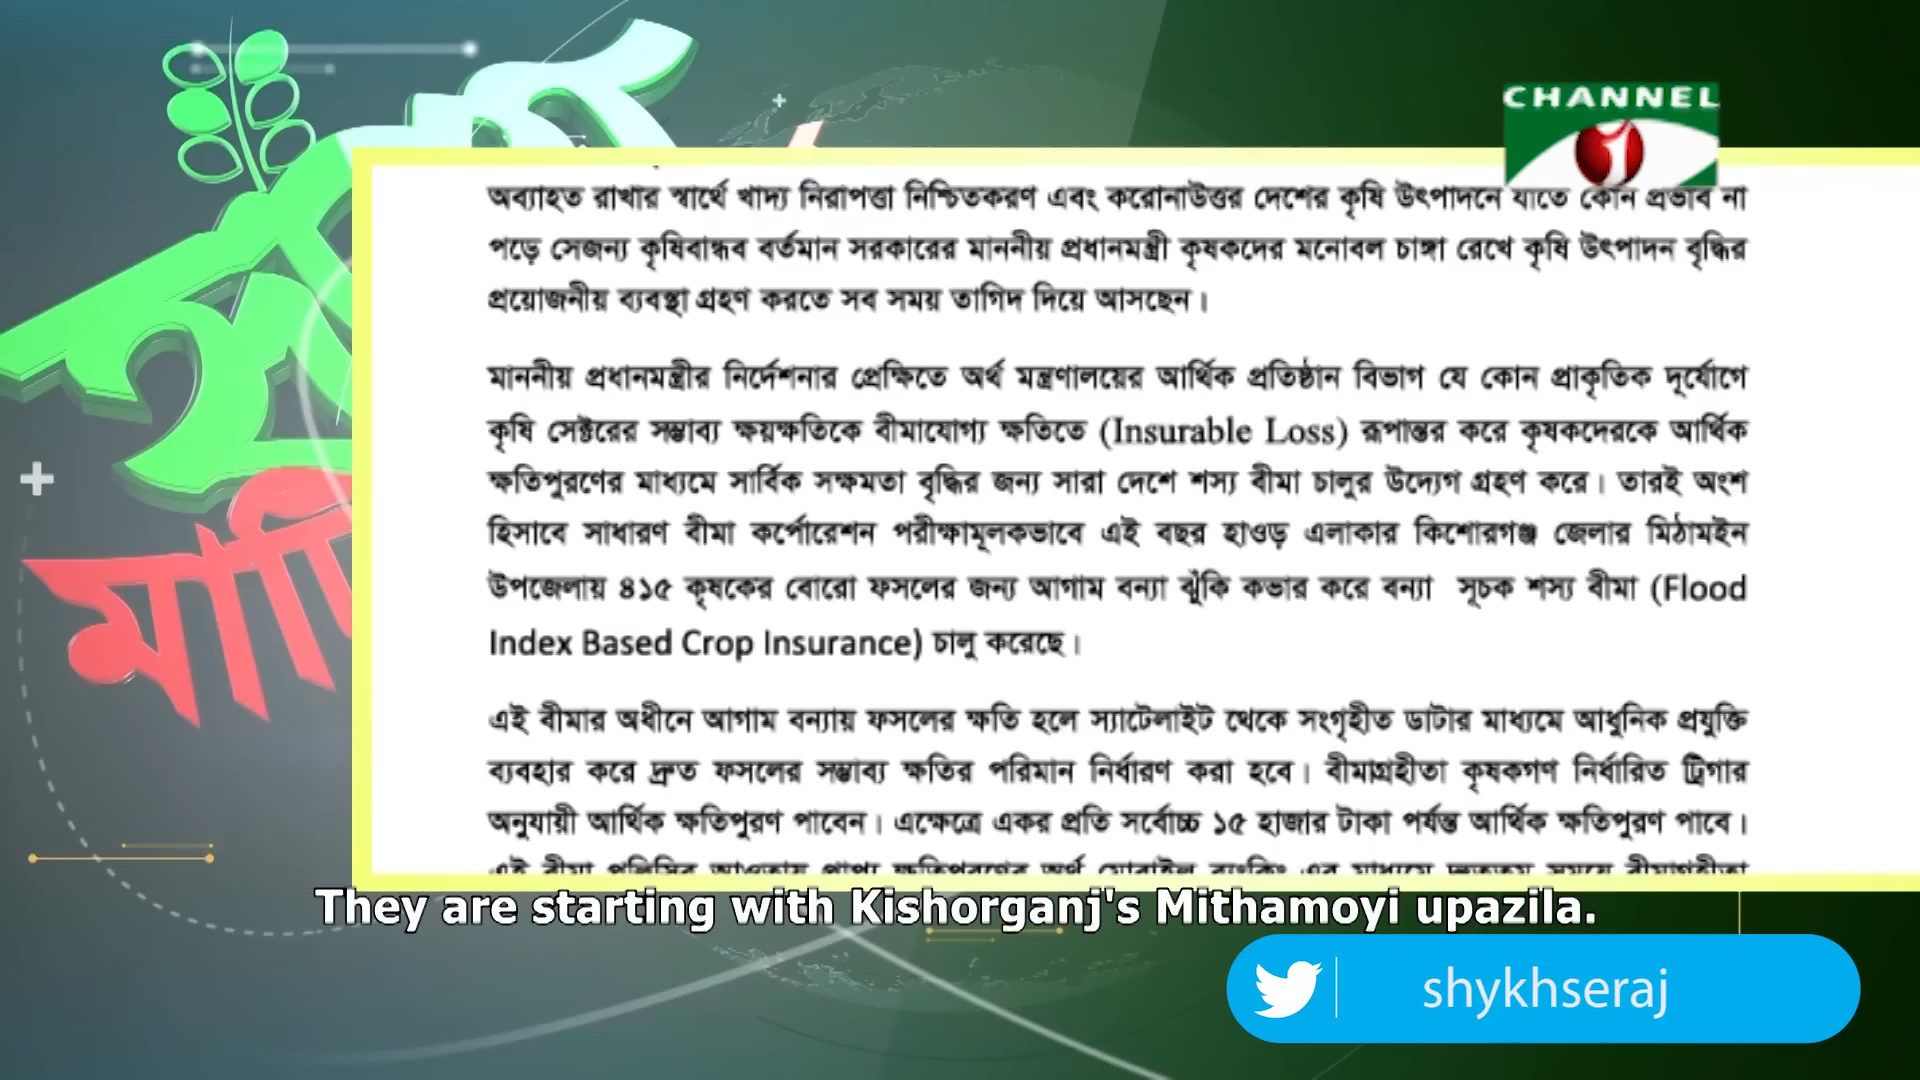 CHANNEL
অব্যাহত রাখার স্বার্থে খাদ্য নিরাপত্তা নিশ্চিতকরণ এবং করোনাউত্তর দেশের কৃষি উৎপাদনে যাতে কোন প্রভাব না
পড়ে সেজন্য কৃষিবান্ধব বর্তমান সরকারের মাননীয় প্রধানমন্ত্রী কৃষকদের মনোবল চাঙ্গা রেখে কৃষি উৎপাদন বৃদ্ধির
প্রয়োজনীয় ব্যবস্থা গ্রহণ করতে সব সময় তাগিদ দিয়ে আসছেন।
মাননীয় প্রধানমন্ত্রীর নির্দেশনার প্রেক্ষিতে অর্থ মন্ত্রণালয়ের আর্থিক প্রতিষ্ঠান বিভাগ যে কোন প্রাকৃতিক দূর্যোগে
কৃষি সেক্টরের সম্ভাব্য ক্ষয়ক্ষতিকে বীমাযোগ্য ক্ষতিতে (Insurable Loss) রূপান্তর করে কৃষকদেরকে আর্থিক
ক্ষতিপুরণের মাধ্যমে সার্বিক সক্ষমতা বৃদ্ধির জন্য সারা দেশে শস্য বীমা চালুর উদ্যেগ গ্রহণ করে। তারই অংশ
হিসাবে সাধারণ বীমা কর্পোরেশন পরীক্ষামূলকভাবে এই বছর হাওড় এলাকার কিশোরগঞ্জ জেলার মিঠামইন
উপজেলায় ৪১৫ কৃষকের বোরো ফসলের জন্য আগাম বন্যা ঝুঁকি কভার করে বন্যা সূচক শস্য বীমা (Flood
Index Based Crop Insurance) চালু করেছে।
এই বীমার অধীনে আগাম বন্যায় ফসলের ক্ষতি হলে স্যাটেলাইট থেকে সংগৃহীত ডাটার মাধ্যমে আধুনিক প্রযুক্তি
ব্যবহার করে দ্রুত ফসলের সম্ভাব্য ক্ষতির পরিমান নির্ধারণ করা হবে। বীমাগ্রহীতা কৃষকগণ নির্ধারিত ট্রিগার
অনুযায়ী আর্থিক ক্ষতিপুরণ পাবেন। এক্ষেত্রে একর প্রতি সর্বোচ্চ ১৫ হাজার টাকা পর্যন্ত আর্থিক ক্ষতিপুরণ পাবে।
They are starting with Kishorganj's Mithamoyi upazila.
shykhseraj